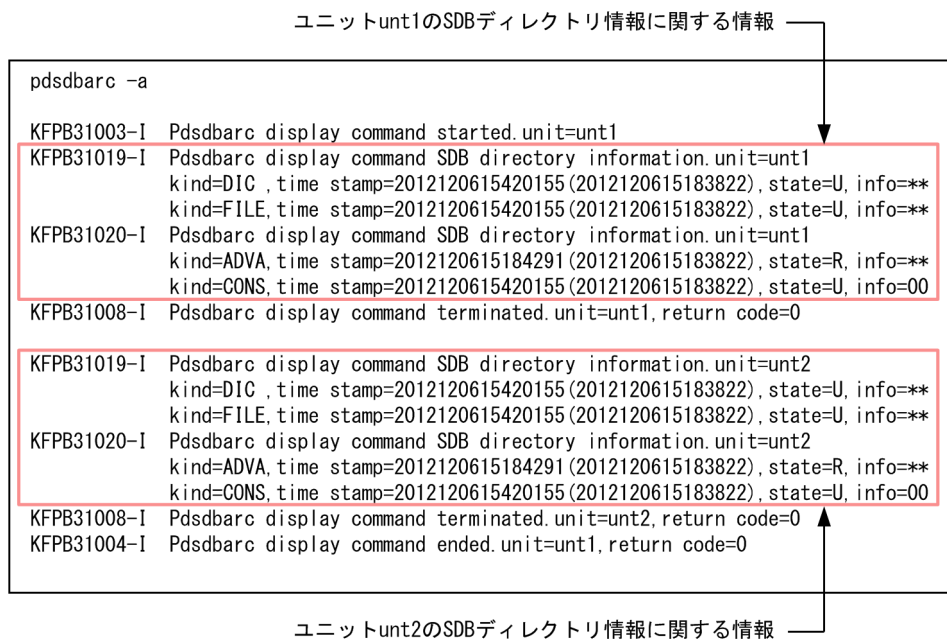 ユニットunt1のSDBディレクトリ情報に関する情報
pdsdbarc -a
KFPB31003-I Pdsdbarc display command started.unit=unt1
KFPB31019-I Pdsdbarc display command SDB directory information.unit=unt1
kind=DIC ,time stamp=2012120615420155(2012120615183822),state=U,info=**
kind=FILE,time stamp=2012120615420155(2012120615183822),state=U,info=**
KFPB31020-I Pdsdbarc display command SDB directory information.unit=unt1
kind=ADVA,time stamp=2012120615184291(2012120615183822),state=R,info=**
kind=CONS,time stamp=2012120615420155(2012120615183822),state=U,info=00
KFPB31008-I Pdsdbarc display command terminated.unit=unt1,return code=0
KFPB31019-I Pdsdbarc display command SDB directory information.unit=unt2
kind=DIC ,time stamp=2012120615420155(2012120615183822),state=U,info=**
kind=FILE,time stamp=2012120615420155(2012120615183822),state=U,info=**
KFPB31020-I Pdsdbarc display command SDB directory information.unit=unt2
kind=ADVA,time stamp=2012120615184291(2012120615183822),state=R,info=**
kind=CONS,time stamp=2012120615420155(2012120615183822),state=U,info=00
KFPB31008-I Pdsdbarc display command terminated.unit=unt2,return code=0
KFPB31004-I Pdsdbarc display command ended.unit=unt1,return code=0
ユニットunt2のSDBディレクトリ情報に関する情報